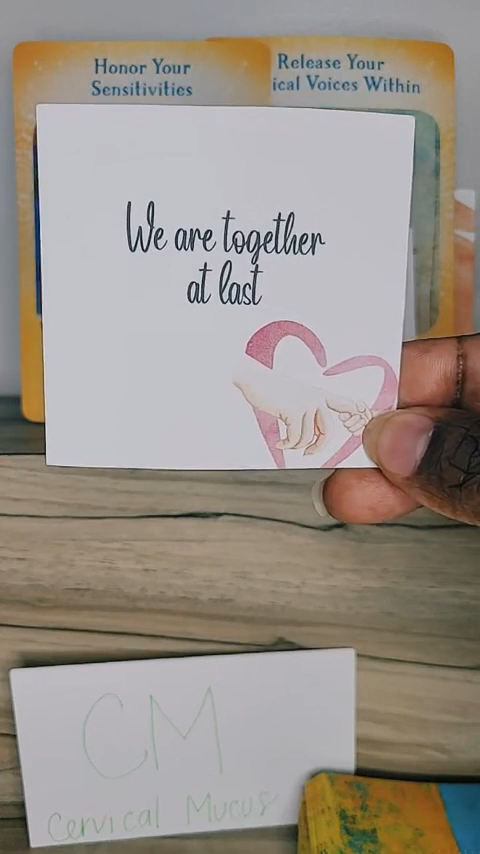 Honor Your
Sensitivities
Release Your
ical Voices Within
We are together
at last
CM
Cervical Mucus